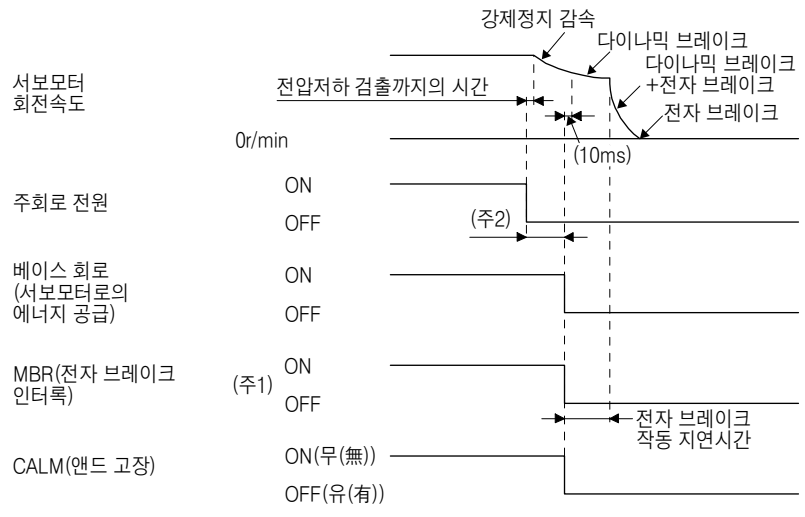 강제정지 감속
다이나믹 브레이크
다이나믹 브레이크
+전자 브레이크
전자 브레이크
서보모터
회전속도
전압저하 검출까지의 시간
0r/min
(10ms)
주회로 전원
ON
OFF
(주2)
베이스 회로
(서보모터로의
에너지 공급)
ON
OFF
MBR(전자 브레이크
인터록)
(주1)
ON
OFF
전자 브레이크
작동 지연시간
CALM(앤드 고장)
ON(무(無))
OFF(유(有))